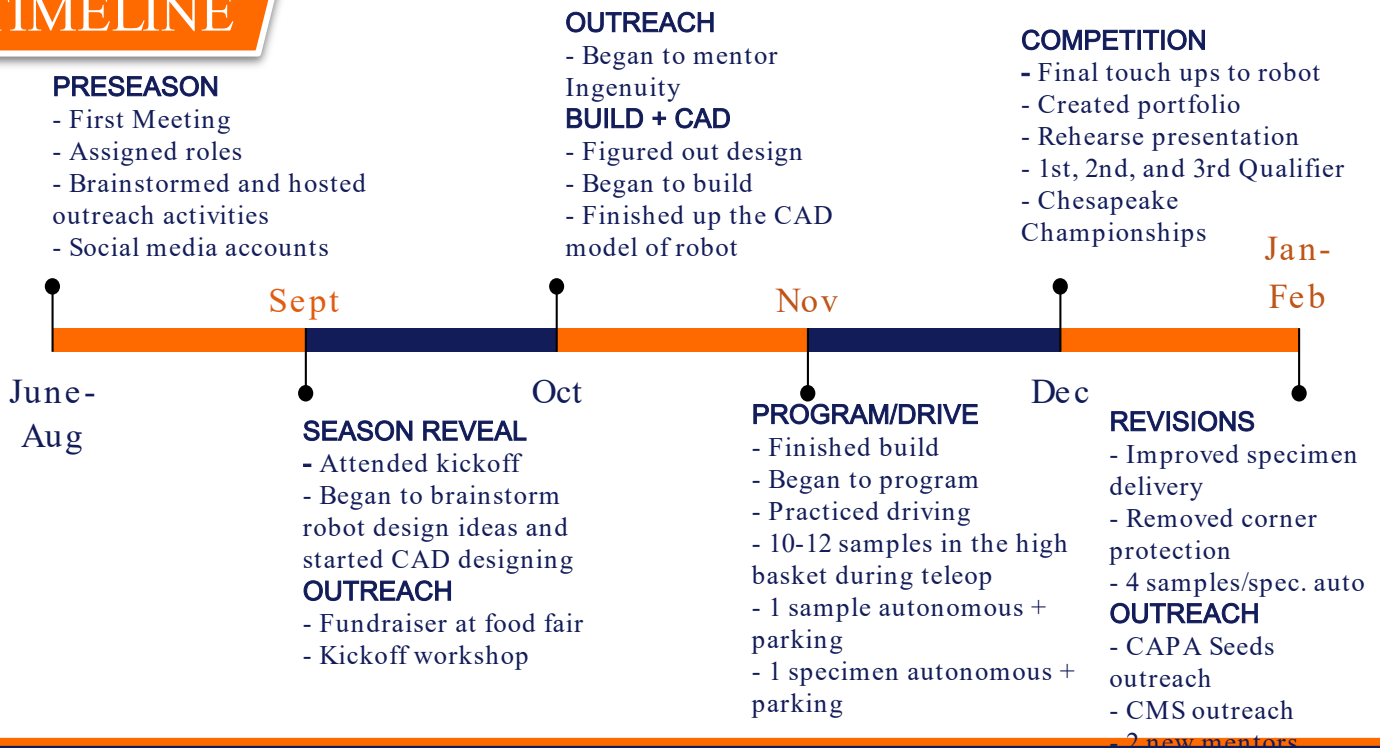 TIMELINE
PRESEASON
- First Meeting
- Assigned roles
- Brainstormed and hosted
outreach activities
- Social media accounts
OUTREACH
- Began to mentor
Ingenuity
BUILD + CAD
- Figured out design
- Began to build
- Finished up the CAD
model of robot
COMPETITION
- Final touch ups to robot
- Created portfolio
- Rehearse presentation
- 1st, 2nd, and 3rd Qualifier
- Chesapeake
Championships
June-
Aug
Sept
Oct
Nov
Dec
Jan-
Feb
SEASON REVEAL
- Attended kickoff
- Began to brainstorm
robot design ideas and
started CAD designing
OUTREACH
- Fundraiser at food fair
- Kickoff workshop
PROGRAM/DRIVE
- Finished build
- Began to program
- Practiced driving
- 10-12 samples in the high
basket during teleop
- 1 sample autonomous +
parking
- 1 specimen autonomous +
parking
REVISIONS
- Improved specimen
delivery
- Removed corner
protection
- 4 samples/spec. auto
OUTREACH
- CAPA Seeds
outreach
- CMS outreach
- 2 new mentors